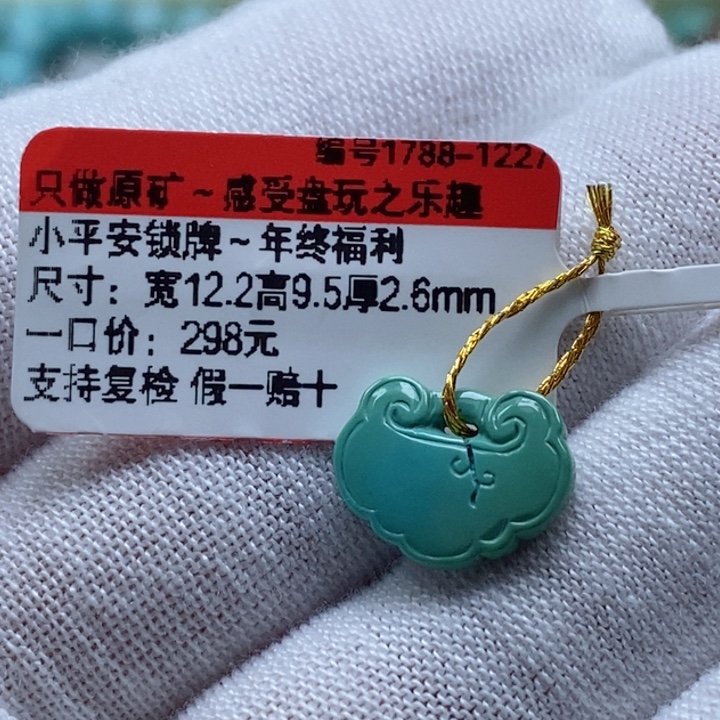 编号1788-1227
只做原矿~感受盘玩之乐趣
小平安锁牌~年终福利
尺寸：宽12.2高9.5厚2.6mm
一口价：298元
支持复检 假一赔十